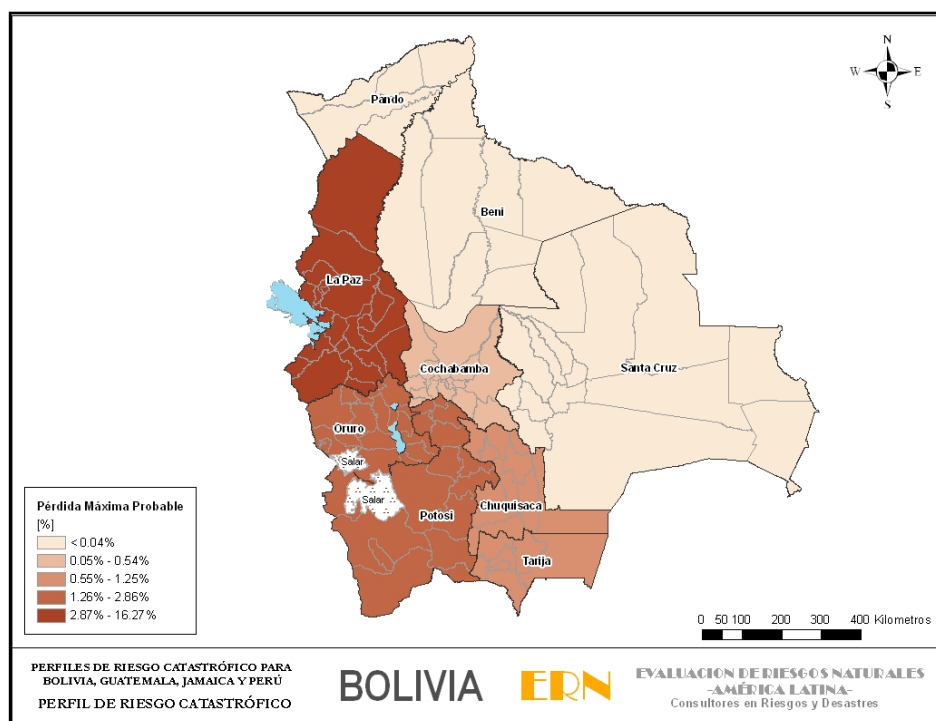 N
W E
S
Pando
Beni
La Paz
Cochabamba
Santa Cruz
Oruro
Salar
Salar
Potosí
Chuquisaca
Tarija
Pérdida Máxima Probable
[%]
< 0.04%
0.05% - 0.54%
0.55% - 1.25%
1.26% - 2.86%
2.87% - 16.27%
0 50 100 200 300 400 Kilometros
PERFILES DE RIESGO CATASTRÓFICO PARA
BOLIVIA, GUATEMALA, JAMAICA Y PERÚ
PERFIL DE RIESGO CATASTRÓFICO
BOLIVIA
ERN
EVALUACION DE RIESGOS NATURALES
-AMÉRICA LATINA-
Consultores en Riesgos y Desastres